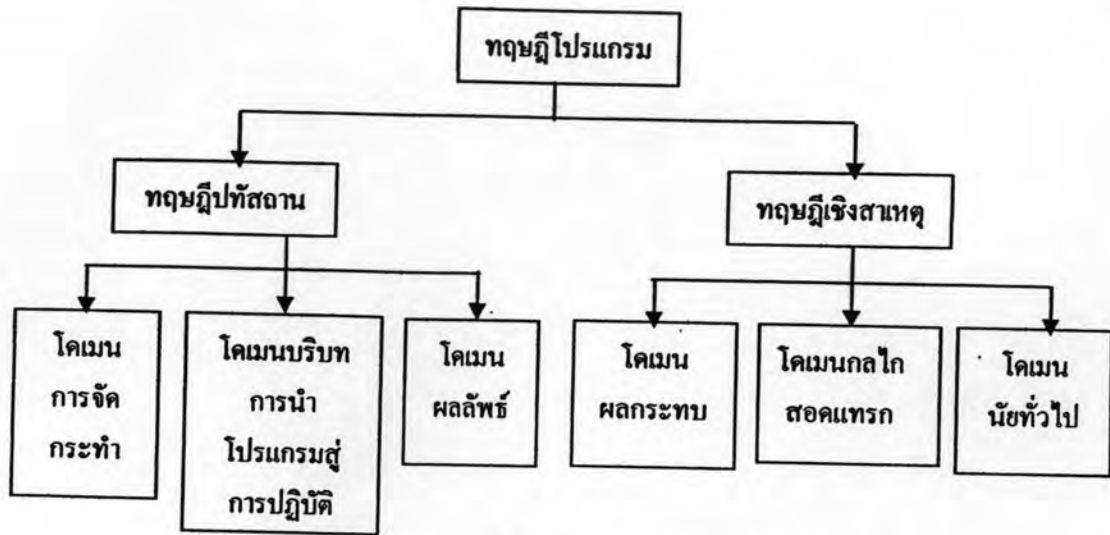 ทฤษฎีโปรแกรม
ทฤษฎีปทัสถาน
ทฤษฎีเชิงสาเหตุ
โดเมน
การจัด
กระทำ
โดเมนบริบท
การนำ
โปรแกรมสู่
การปฏิบัติ
โดเมน
ผลลัพธ์
โดเมน
ผลกระทบ
โดเมนกลไก
สอดแทรก
โดเมน
นัยทั่วไป